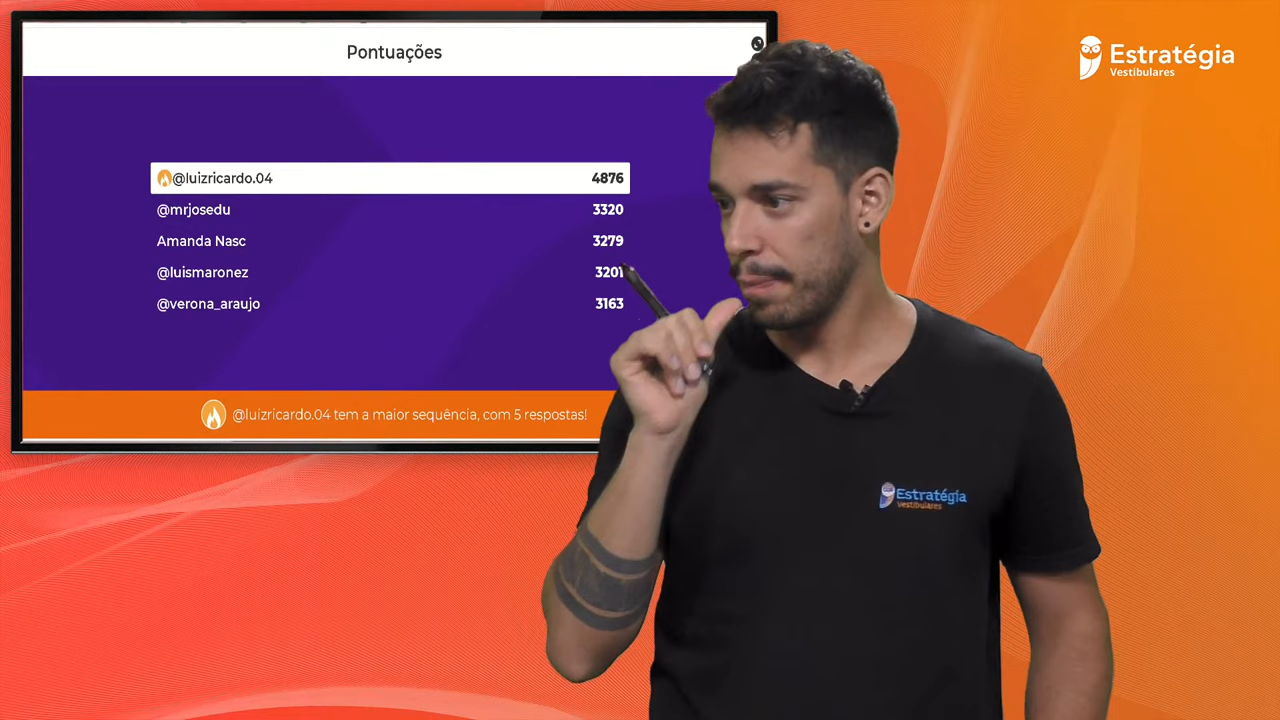 Pontuações
@luizricardo.04 4876
@mrjosedu 3320
Amanda Nasc 3279
@luismaronez 3201
@verona_araujo 3163
@luizricardo.04 tem a maior sequência, com 5 respostas!
Estratégia
Vestibulares
Estratégia
Vestibulares